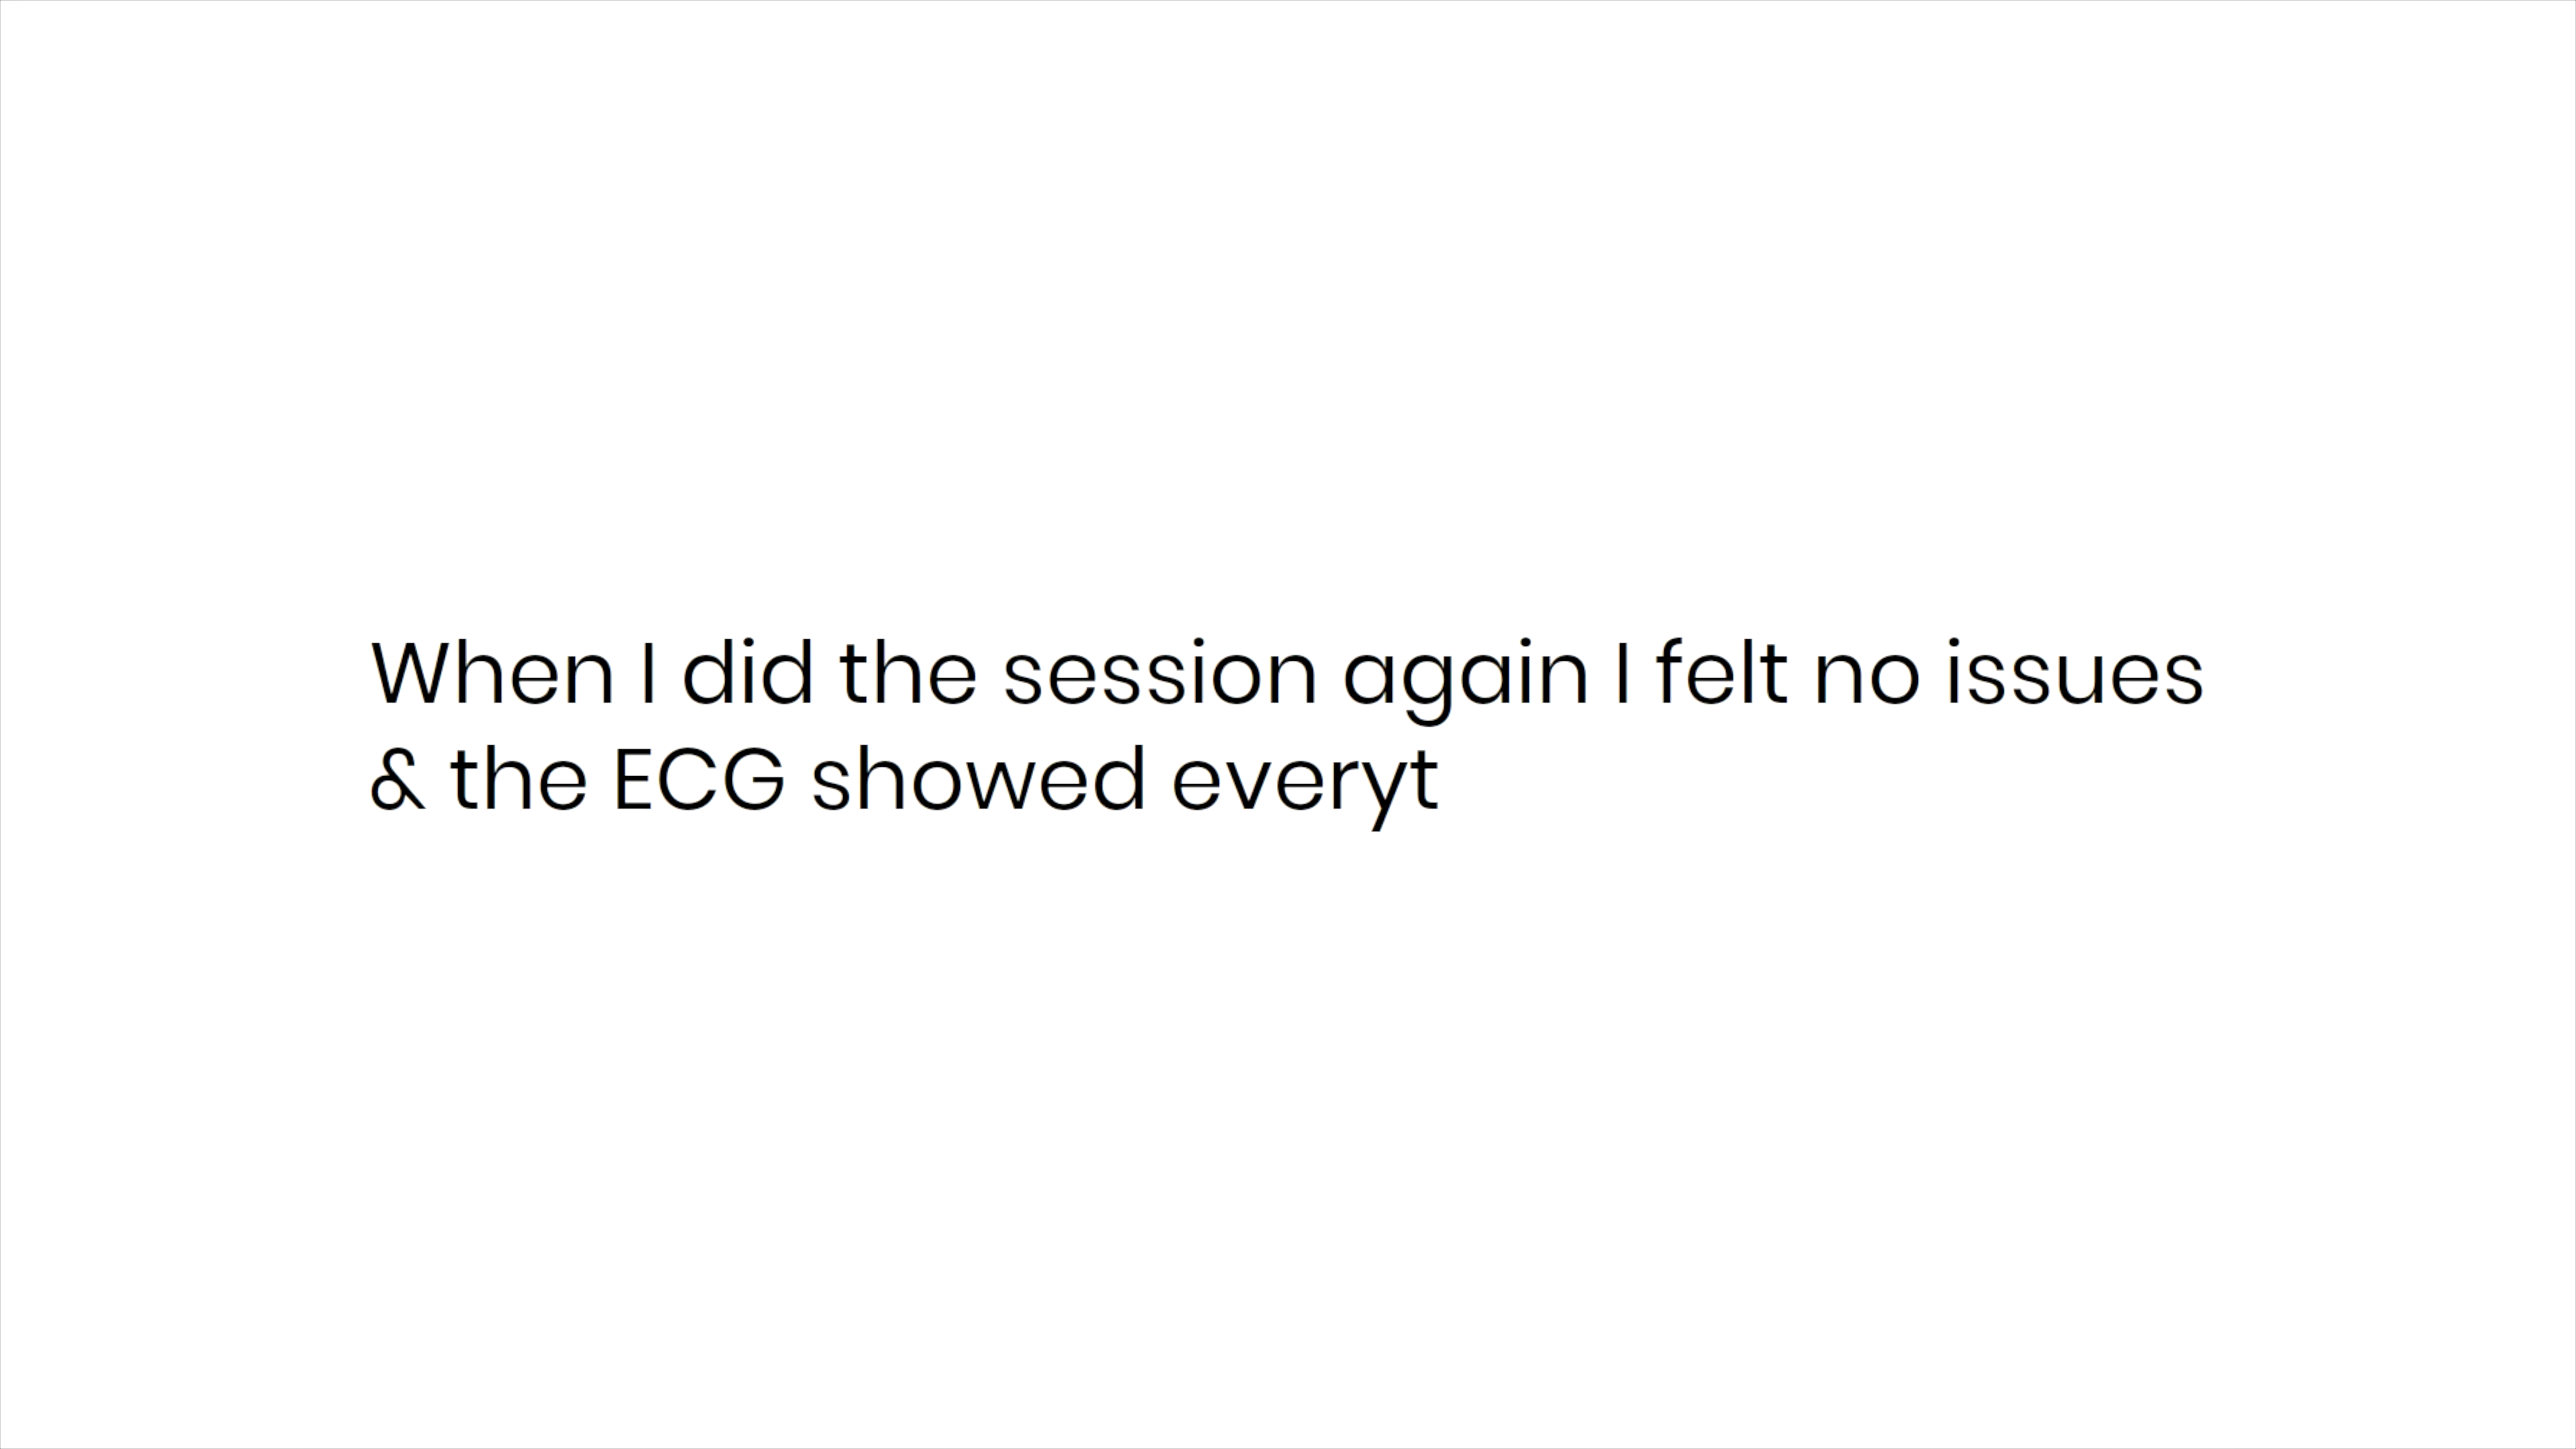 When I did the session again I felt no issues
& the ECG showed everyt